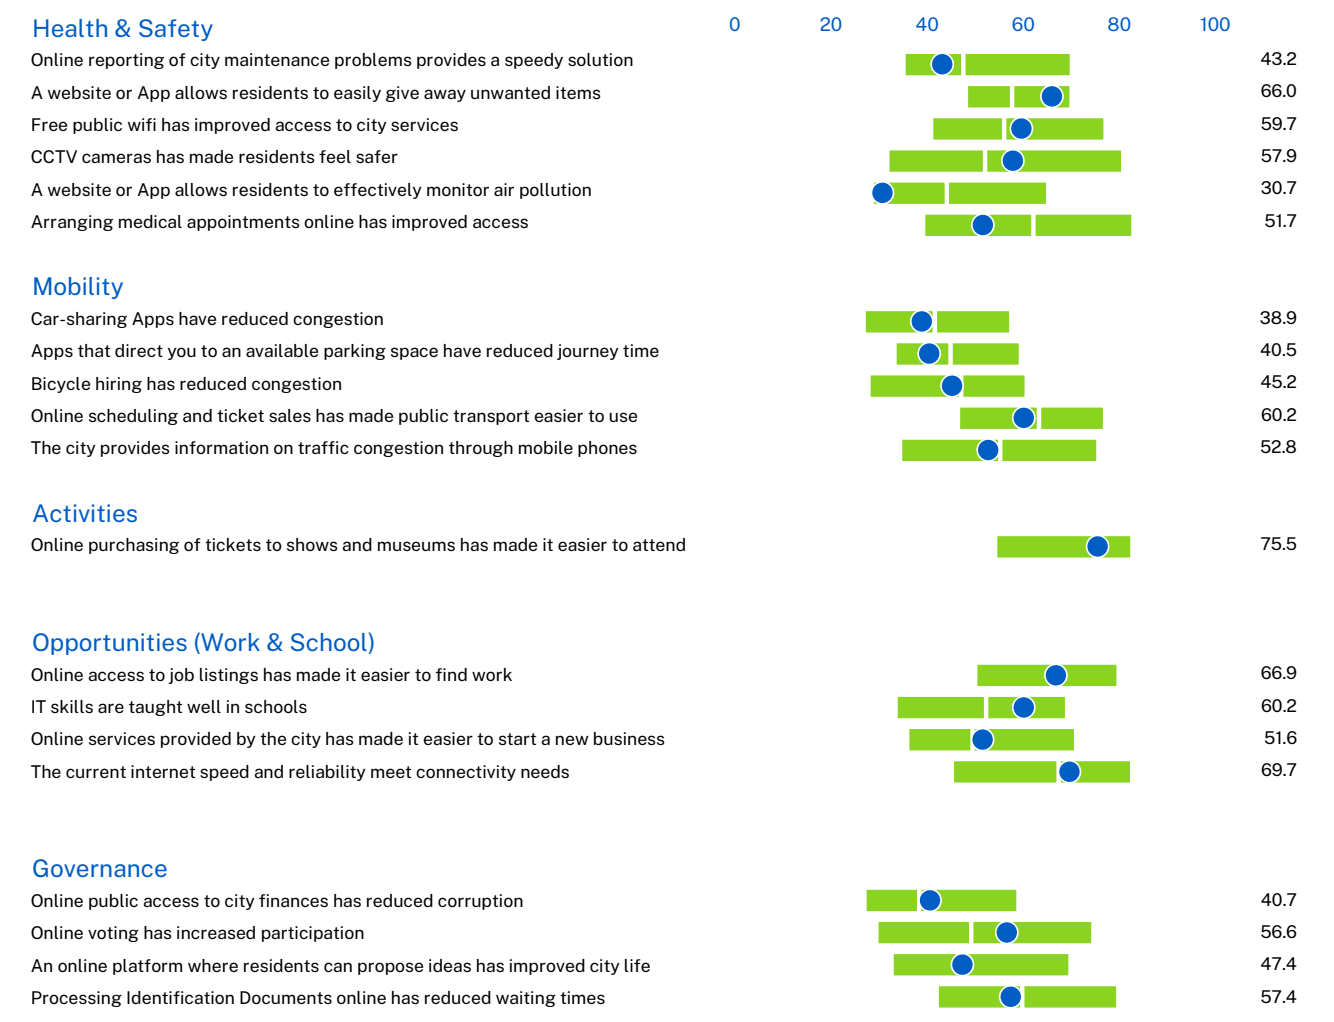 Health & Safety 0 20 40 60 80 100
Online reporting of city maintenance problems provides a speedy solution 43.2
A website or App allows residents to easily give away unwanted items 66.0
Free public wifi has improved access to city services 59.7
CCTV cameras has made residents feel safer 57.9
A website or App allows residents to effectively monitor air pollution 30.7
Arranging medical appointments online has improved access 51.7
Mobility
Car-sharing Apps have reduced congestion 38.9
Apps that direct you to an available parking space have reduced journey time 40.5
Bicycle hiring has reduced congestion 45.2
Online scheduling and ticket sales has made public transport easier to use 60.2
The city provides information on traffic congestion through mobile phones 52.8
Activities
Online purchasing of tickets to shows and museums has made it easier to attend 75.5
Opportunities (Work & School)
Online access to job listings has made it easier to find work 66.9
IT skills are taught well in schools 60.2
Online services provided by the city has made it easier to start a new business 51.6
The current internet speed and reliability meet connectivity needs 69.7
Governance
Online public access to city finances has reduced corruption 40.7
Online voting has increased participation 56.6
An online platform where residents can propose ideas has improved city life 47.4
Processing Identification Documents online has reduced waiting times 57.4